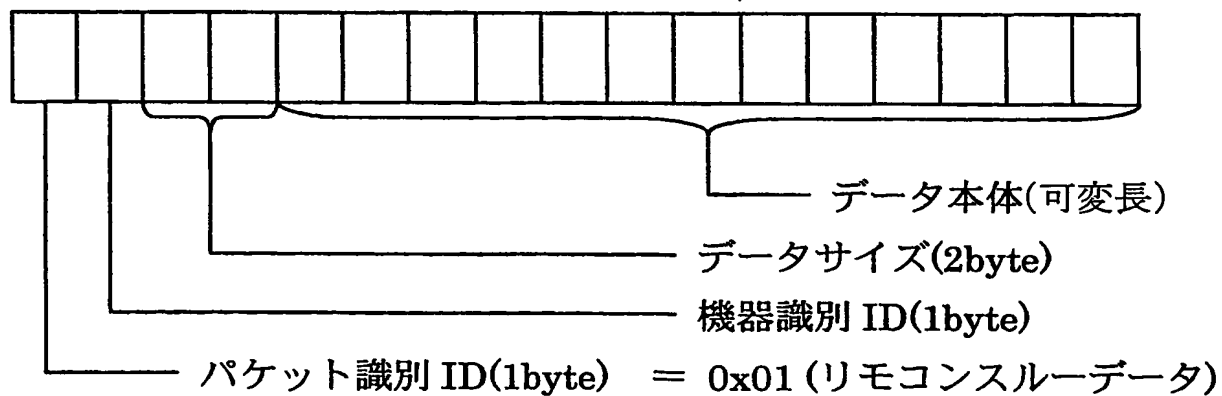 データ本体(可変長)
データサイズ(2byte)
機器識別 ID(1byte)
パケット識別 ID(1byte) = 0x01 (リモコンスルーデータ)